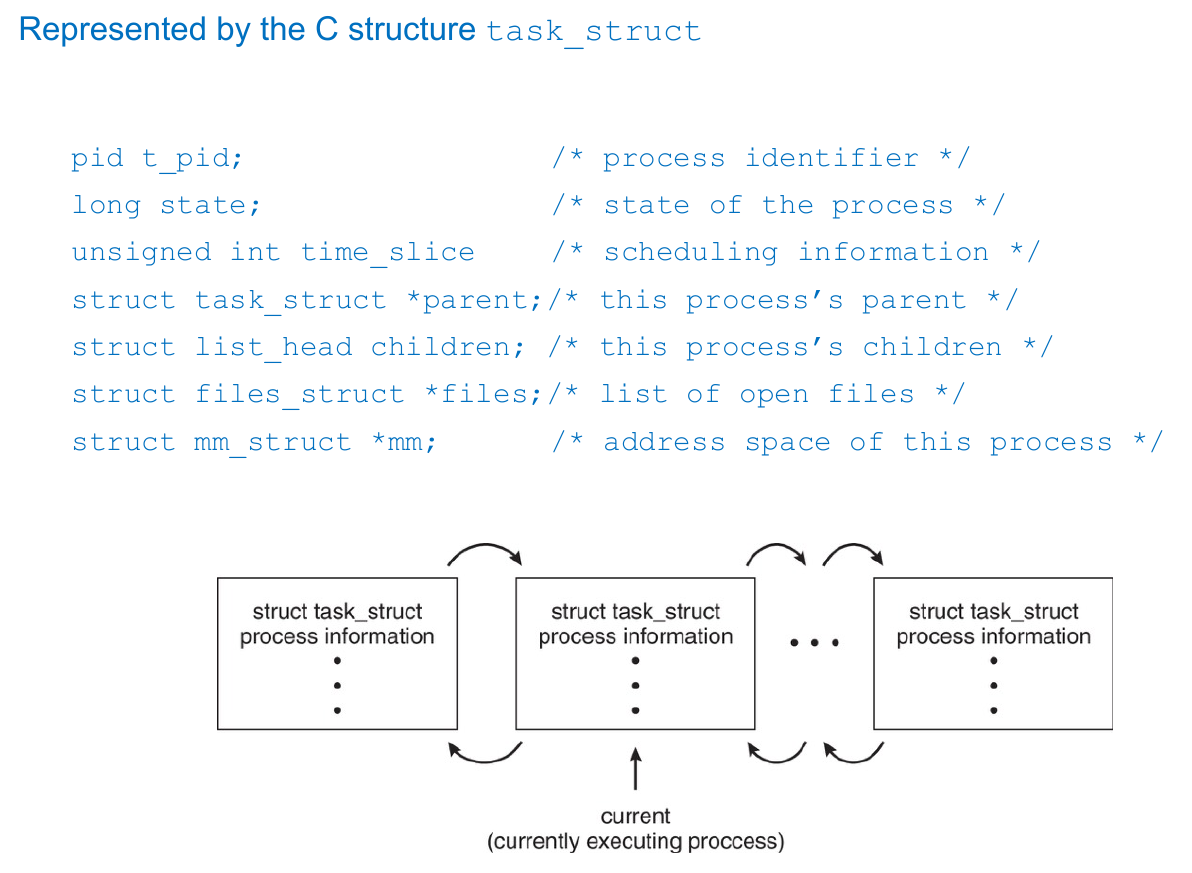 Represented by the C structure task_struct
pid t_pid; /* process identifier */
long state; /* state of the process */
unsigned int time_slice /* scheduling information */
struct task_struct *parent;/* this process’s parent */
struct list_head children; /* this process’s children */
struct files_struct *files;/* list of open files */
struct mm_struct *mm; /* address space of this process */
struct task_struct
process information
struct task_struct
process information
struct task_struct
process information
current
(currently executing proccess)